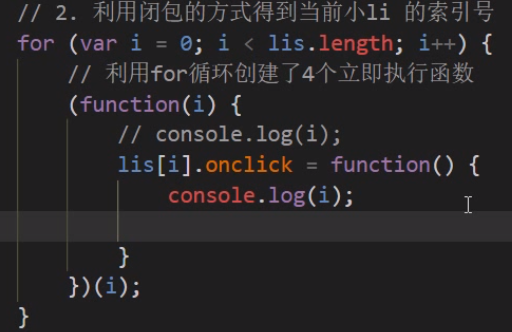 // 2. 利用闭包的方式得到当前小li 的索引号
for (var i = 0; i < lis.length; i++) {
    // 利用for循环创建了4个立即执行函数
    (function(i) {
        // console.log(i);
        lis[i].onclick = function() {
            console.log(i);
        }
    })(i);
}